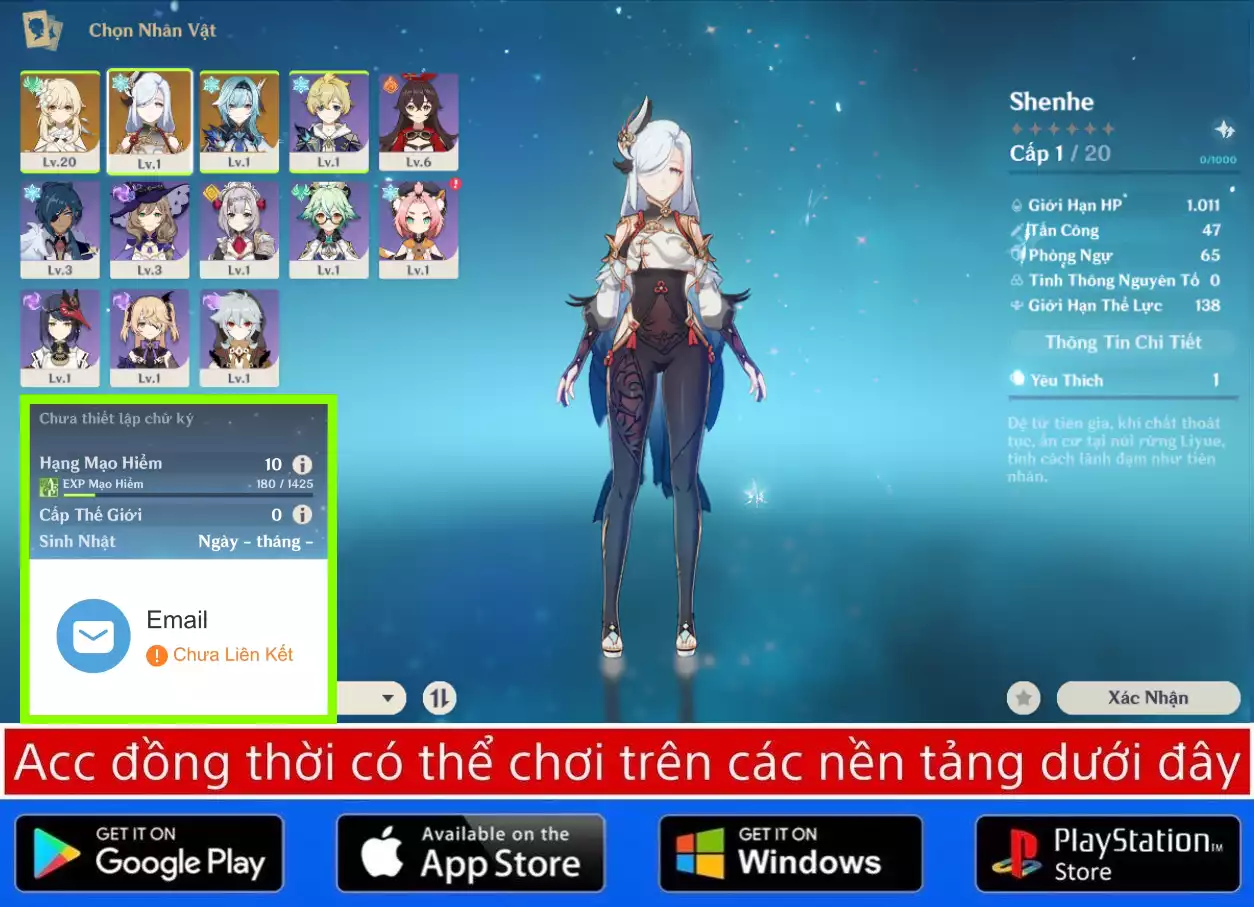 Chọn Nhân Vật
Lv.20
Lv.1
Lv.1
Lv.1
Lv.6
Lv.3
Lv.3
Lv.1
Lv.1
Lv.1
Lv.1
Lv.1
Lv.1
Shenhe
Cấp 1 / 20
0/1000
Giới Hạn HP 1.011
Tấn Công 47
Phòng Ngự 65
Tinh Thông Nguyên Tố 0
Giới Hạn Thể Lực 138
Thông Tin Chi Tiết
Yêu Thích 1
Đệ tử tiên gia, khí chất thoát
tục, ẩn cư tại núi rừng Liyue,
tính cách lãnh đạm như tiên
nhân.
Chưa thiết lập chữ ký
Hạng Mạo Hiểm 10
EXP Mạo Hiểm 180 / 1425
Cấp Thế Giới 0
Sinh Nhật Ngày – tháng –
Email
Chưa Liên Kết
Xác Nhận
Acc đồng thời có thể chơi trên các nền tảng dưới đây
GET IT ON
Google Play
Available on the
App Store
GET IT ON
Windows
PlayStation™
Store